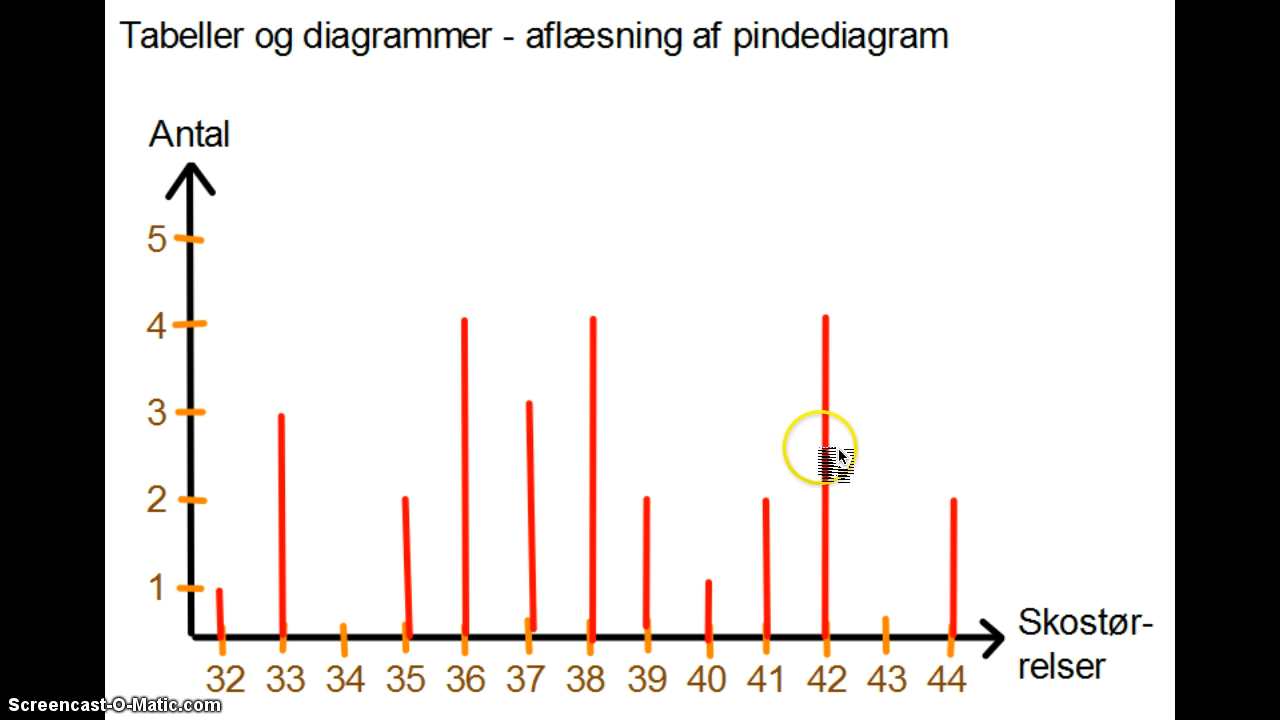 Tabeller og diagrammer - aflæsning af pindediagram
Antal
5
4
3
2
1
32 33 34 35 36 37 38 39 40 41 42 43 44
Skostør-
relser
Screencast-O-Matic.com